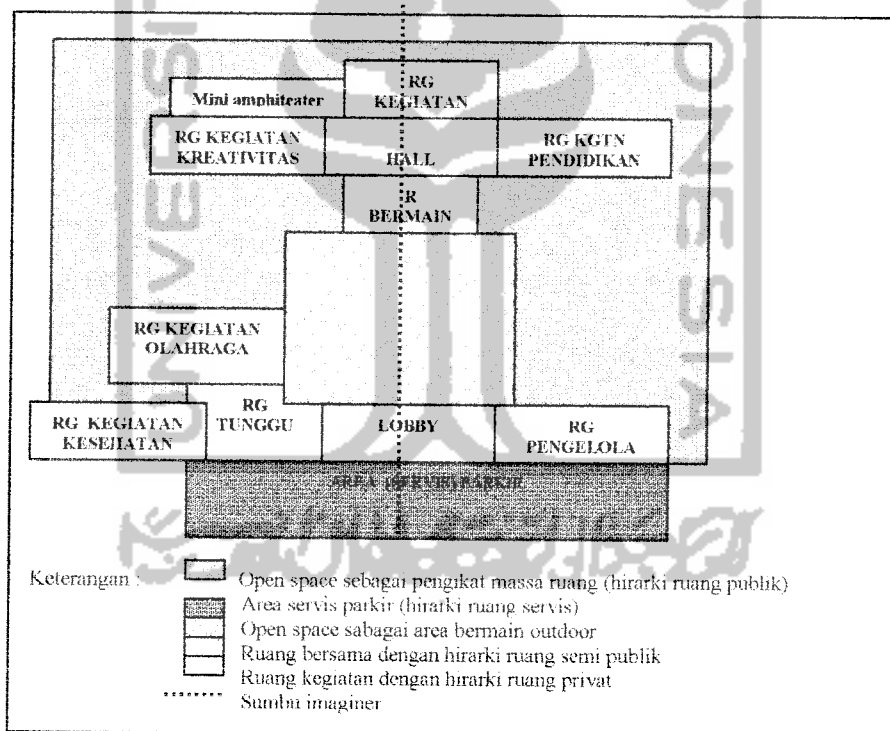 RG
KEGIATAN
Mini amphiteater
RG KEGIATAN
KREATIVITAS
HALL
RG KGTN
PENDIDIKAN
R
BERMAIN
RG KEGIATAN
OLAHRAGA
RG KEGIATAN
KESEHATAN
RG
TUNGGU
LOBBY
RG
PENGELOLA
AREA (SERVIS) PARKIR
Keterangan :
Open space sebagai pengikat massa ruang (hirarki ruang publik)
Area servis parkir (hirarki ruang servis)
Open space sabagai area bermain outdoor
Ruang bersama dengan hirarki ruang semi publik
Ruang kegiatan dengan hirarki ruang privat
Sumbu imaginer